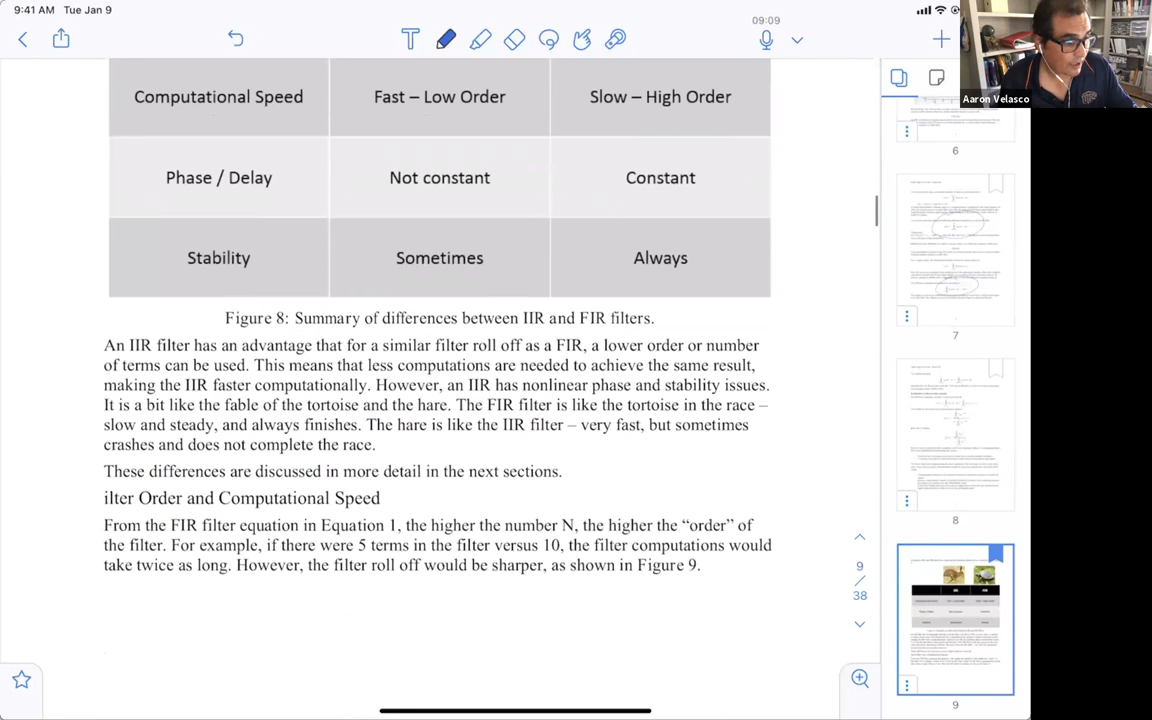 9:41 AM Tue Jan 9
09:09
Aaron Velasco
Computational Speed Fast – Low Order Slow – High Order
Phase / Delay Not constant Constant
Stability Sometimes Always
Figure 8: Summary of differences between IIR and FIR filters.
An IIR filter has an advantage that for a similar filter roll off as a FIR, a lower order or number
of terms can be used. This means that less computations are needed to achieve the same result,
making the IIR faster computationally. However, an IIR has nonlinear phase and stability issues.
It is a bit like the fable of the tortoise and the hare. The FIR filter is like the tortoise in the race –
slow and steady, and always finishes. The hare is like the IIR filter – very fast, but sometimes
crashes and does not complete the race.
These differences are discussed in more detail in the next sections.
ilter Order and Computational Speed
From the FIR filter equation in Equation 1, the higher the number N, the higher the “order” of
the filter. For example, if there were 5 terms in the filter versus 10, the filter computations would
take twice as long. However, the filter roll off would be sharper, as shown in Figure 9.
9
/
38
6
7
8
9